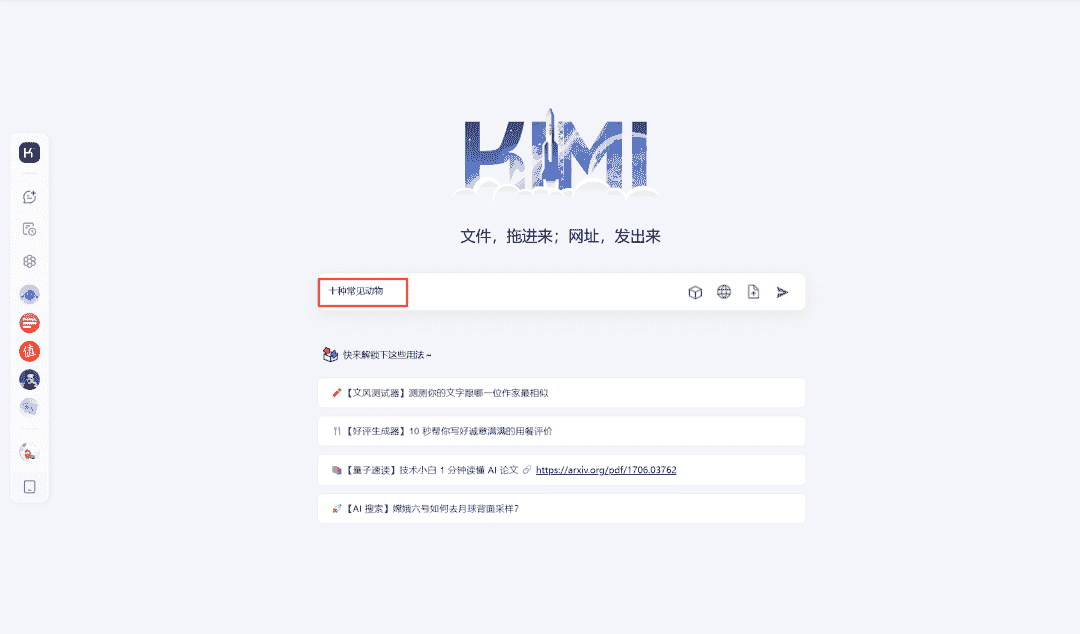 KIMI
文件，拖进来；网址，发出来
十种常见动物
快来解锁下这些用法~
【文风测试器】测测你的文字跟哪一位作家最相似
【好评生成器】10 秒帮你写好诚意满满的用餐评价
【量子速读】技术小白 1 分钟读懂 AI 论文 https://arxiv.org/pdf/1706.03762
【AI 搜索】嫦娥六号如何去月球背面采样？
K
值